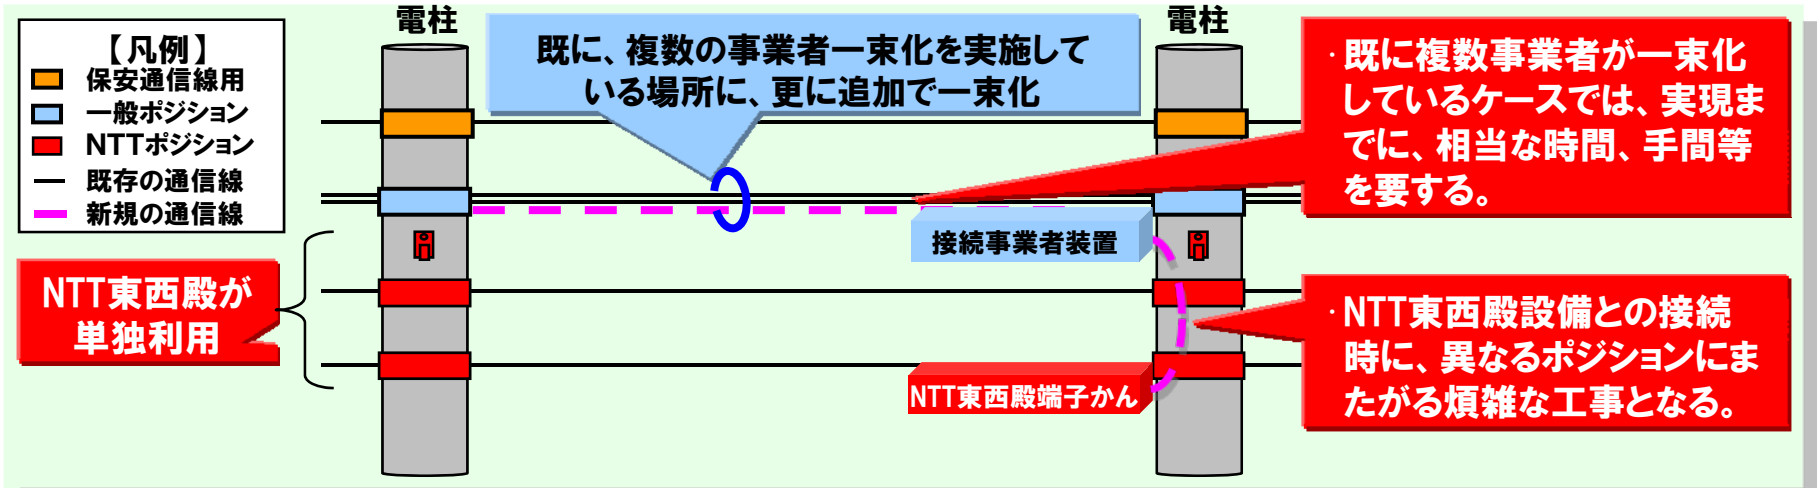 【凡例】
保安通信線用
一般ポジション
NTTポジション
既存の通信線
新規の通信線
電柱
電柱
既に、複数の事業者一束化を実施して
いる場所に、更に追加で一束化
・既に複数事業者が一束化
しているケースでは、実現ま
でに、相当な時間、手間等
を要する。
接続事業者装置
NTT東西殿が
単独利用
・NTT東西殿設備との接続
時に、異なるポジションにま
たがる煩雑な工事となる。
NTT東西殿端子かん